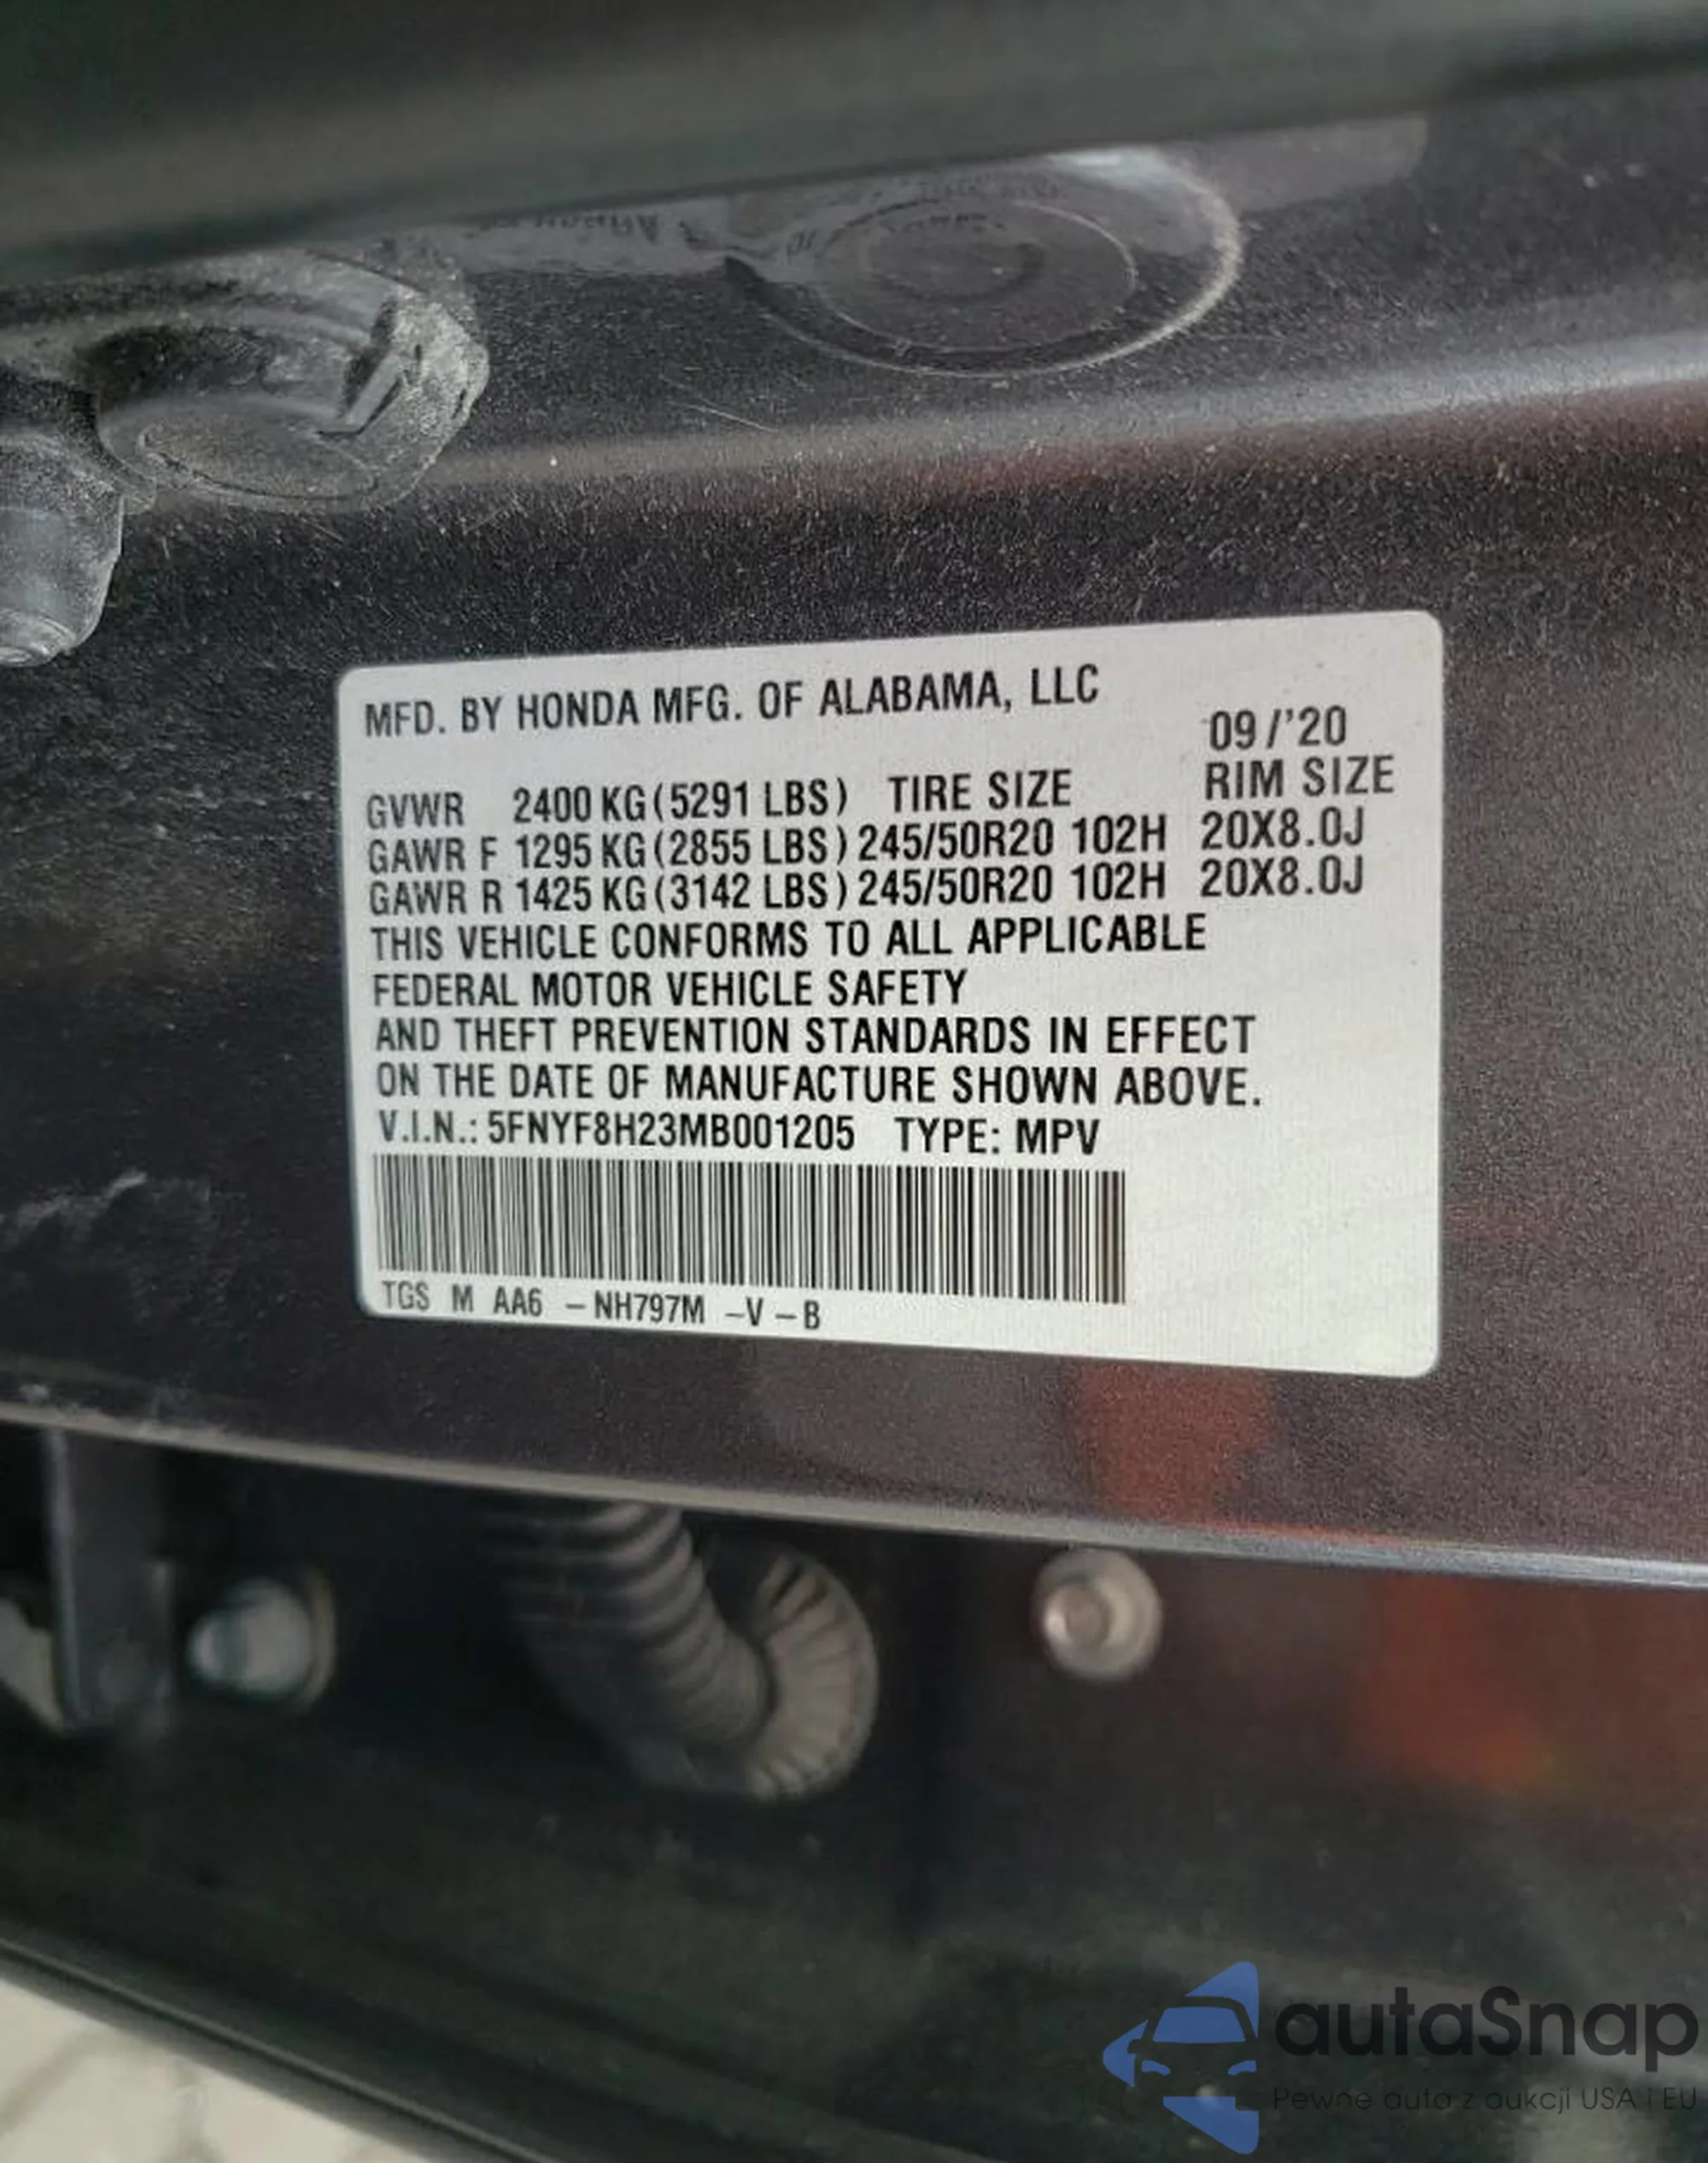 MFD. BY HONDA MFG. OF ALABAMA, LLC
09/'20
GVWR 2400 KG (5291 LBS) TIRE SIZE RIM SIZE
GAWR F 1295 KG (2855 LBS) 245/50R20 102H 20X8.0J
GAWR R 1425 KG (3142 LBS) 245/50R20 102H 20X8.0J
THIS VEHICLE CONFORMS TO ALL APPLICABLE
FEDERAL MOTOR VEHICLE SAFETY
AND THEFT PREVENTION STANDARDS IN EFFECT
ON THE DATE OF MANUFACTURE SHOWN ABOVE.
V.I.N.: 5FNYF8H23MB001205 TYPE: MPV
TGS M AA6 -NH797M -V -B
autaSnap
Pewne auta z aukcji USA i EU